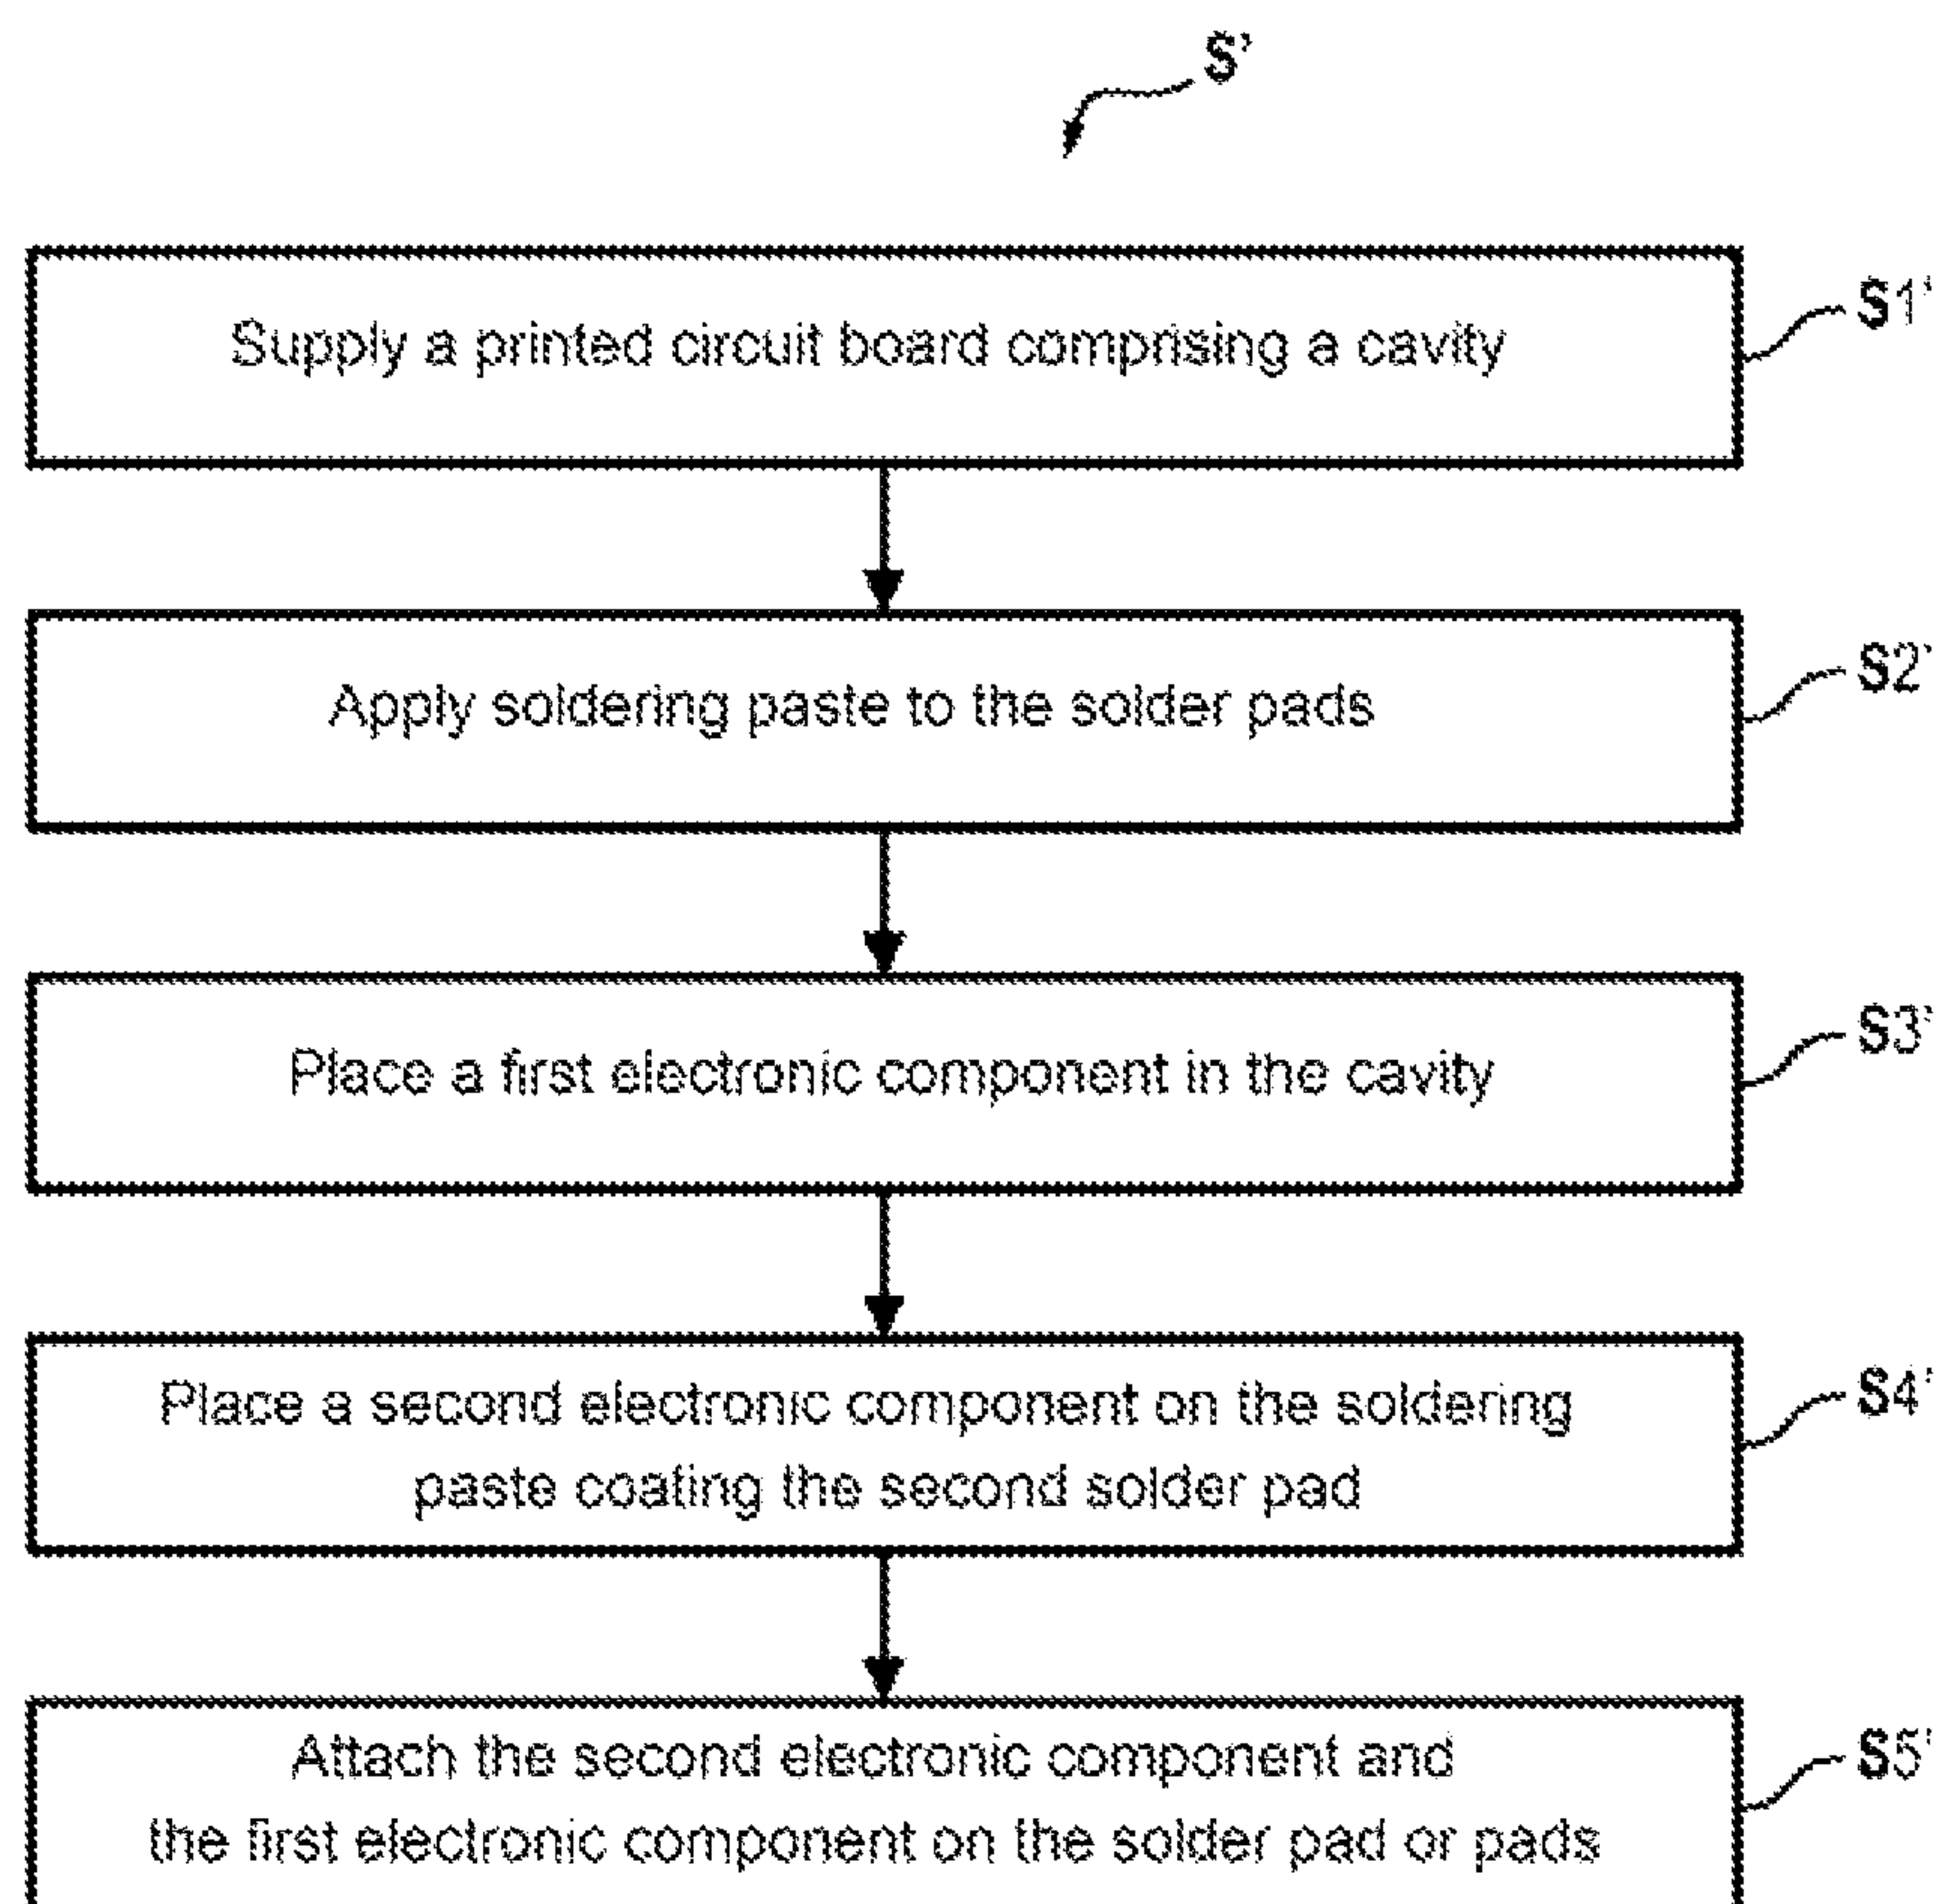 S'
Supply a printed circuit board comprising a cavity
S1'
Apply soldering paste to the solder pads
S2'
Place a first electronic component in the cavity
S3'
Place a second electronic component on the soldering
paste coating the second solder pad
S4'
Attach the second electronic component and
the first electronic component on the solder pad or pads
S5'